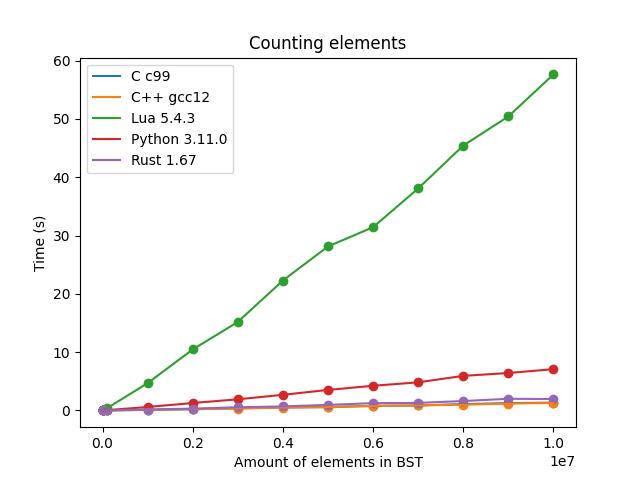 Counting elements
C c99
C++ gcc12
Lua 5.4.3
Python 3.11.0
Rust 1.67
Time (s)
60
50
40
30
20
10
0
0.0 0.2 0.4 0.6 0.8 1.0
1e7
Amount of elements in BST